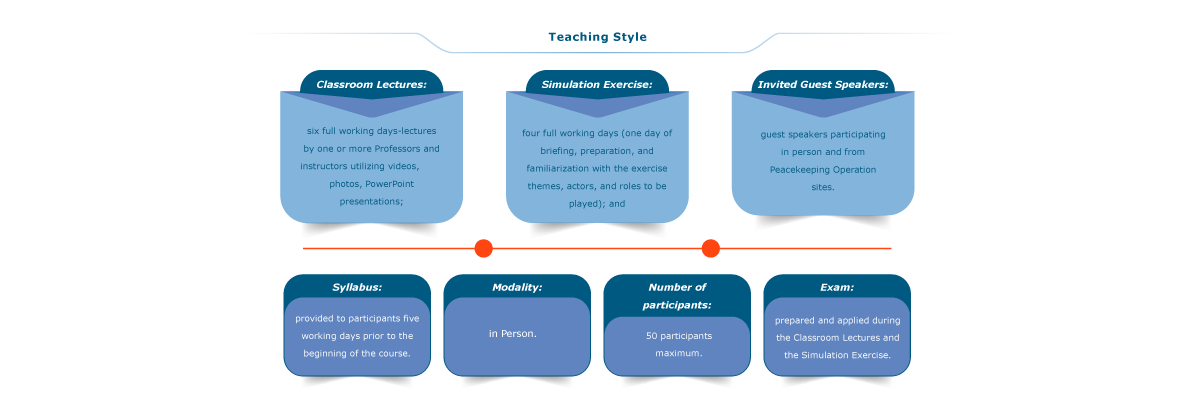 Teaching Style
Classroom Lectures:
six full working days-lectures
by one or more Professors and
instructors utilizing videos,
photos, PowerPoint
presentations;
Simulation Exercise:
four full working days (one day of
briefing, preparation, and
familiarization with the exercise
themes, actors, and roles to be
played); and
Invited Guest Speakers:
guest speakers participating
in person and from
Peacekeeping Operation
sites.
Syllabus:
provided to participants five
working days prior to the
beginning of the course.
Modality:
in Person.
Number of
participants:
50 participants
maximum.
Exam:
prepared and applied during
the Classroom Lectures and
the Simulation Exercise.